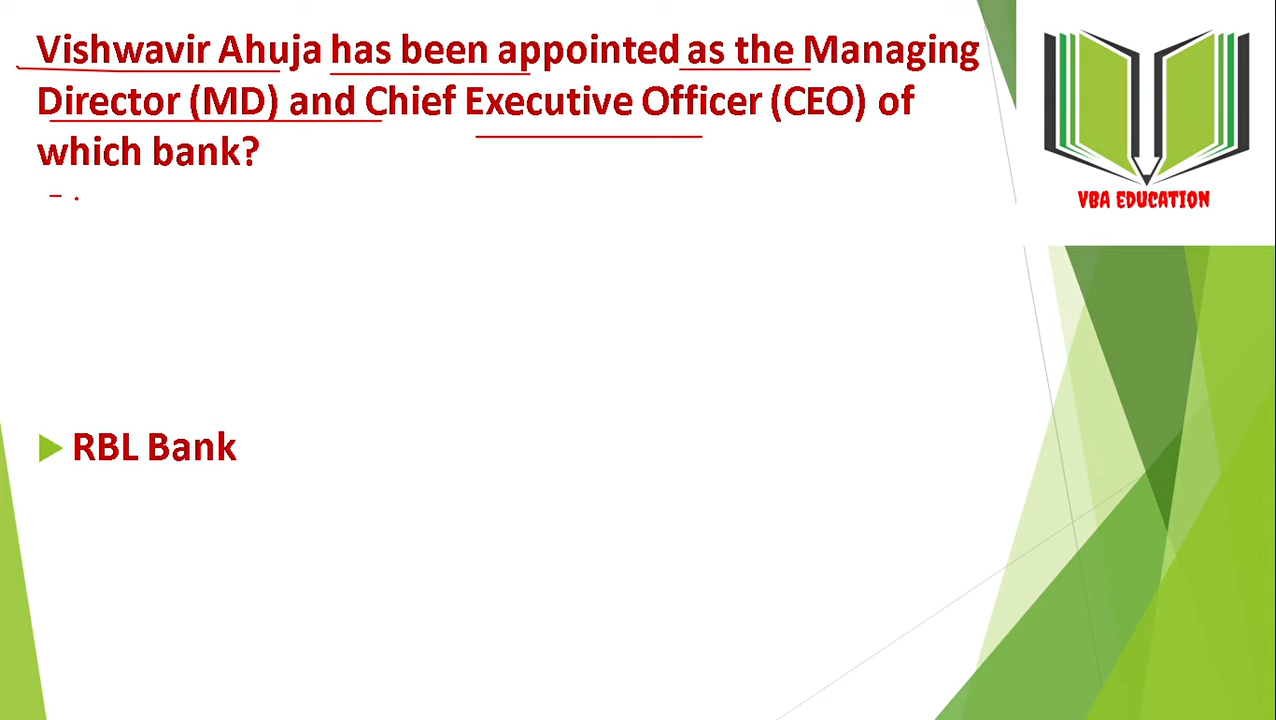 Vishwavir Ahuja has been appointed as the Managing
Director (MD) and Chief Executive Officer (CEO) of
which bank?
VBA EDUCATION
RBL Bank